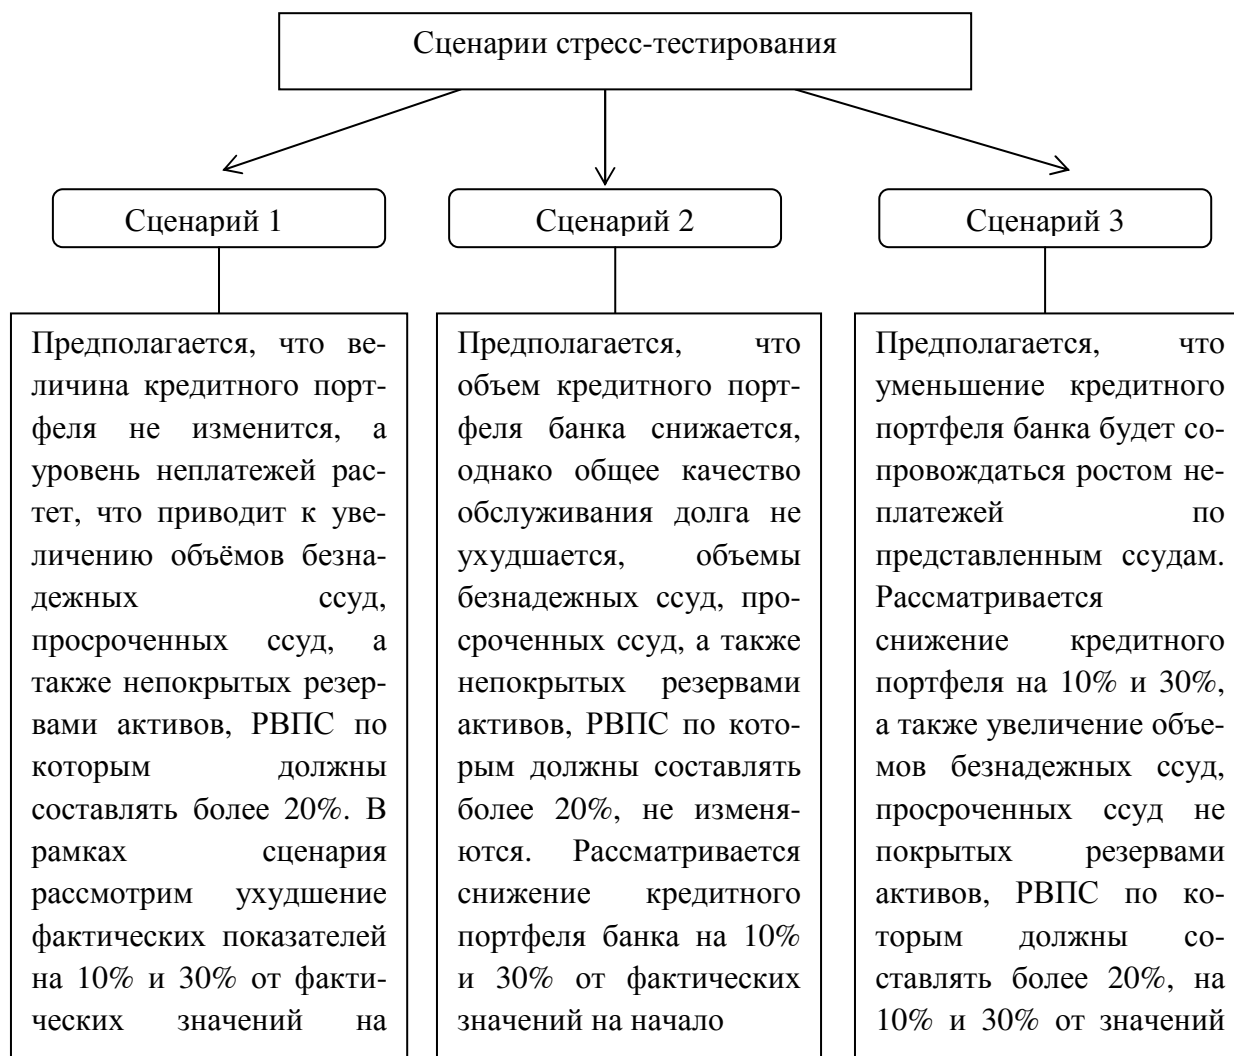 Сценарии стресс-тестирования
Сценарий 1
Предполагается, что ве-
личина кредитного порт-
феля не изменится, а
уровень неплатежей рас-
тет, что приводит к уве-
личению объёмов безна-
дежных ссуд,
просроченных ссуд, а
также непокрытых резер-
вами активов, РВПС по
которым должны
составлять более 20%. В
рамках сценария
рассмотрим ухудшение
фактических показателей
на 10% и 30% от факти-
ческих значений на
Сценарий 2
Предполагается, что
объем кредитного порт-
феля банка снижается,
однако общее качество
обслуживания долга не
ухудшается, объемы
безнадежных ссуд, про-
сроченных ссуд, а также
непокрытых резервами
активов, РВПС по кото-
рым должны составлять
более 20%, не изменя-
ются. Рассматривается
снижение кредитного
портфеля банка на 10%
и 30% от фактических
значений на начало
Сценарий 3
Предполагается, что
уменьшение кредитного
портфеля банка будет со-
провождаться ростом не-
платежей по
представленным ссудам.
Рассматривается
снижение кредитного
портфеля на 10% и 30%,
а также увеличение объе-
мов безнадежных ссуд,
просроченных ссуд не
покрытых резервами
активов, РВПС по ко-
торым должны со-
ставлять более 20%, на
10% и 30% от значений